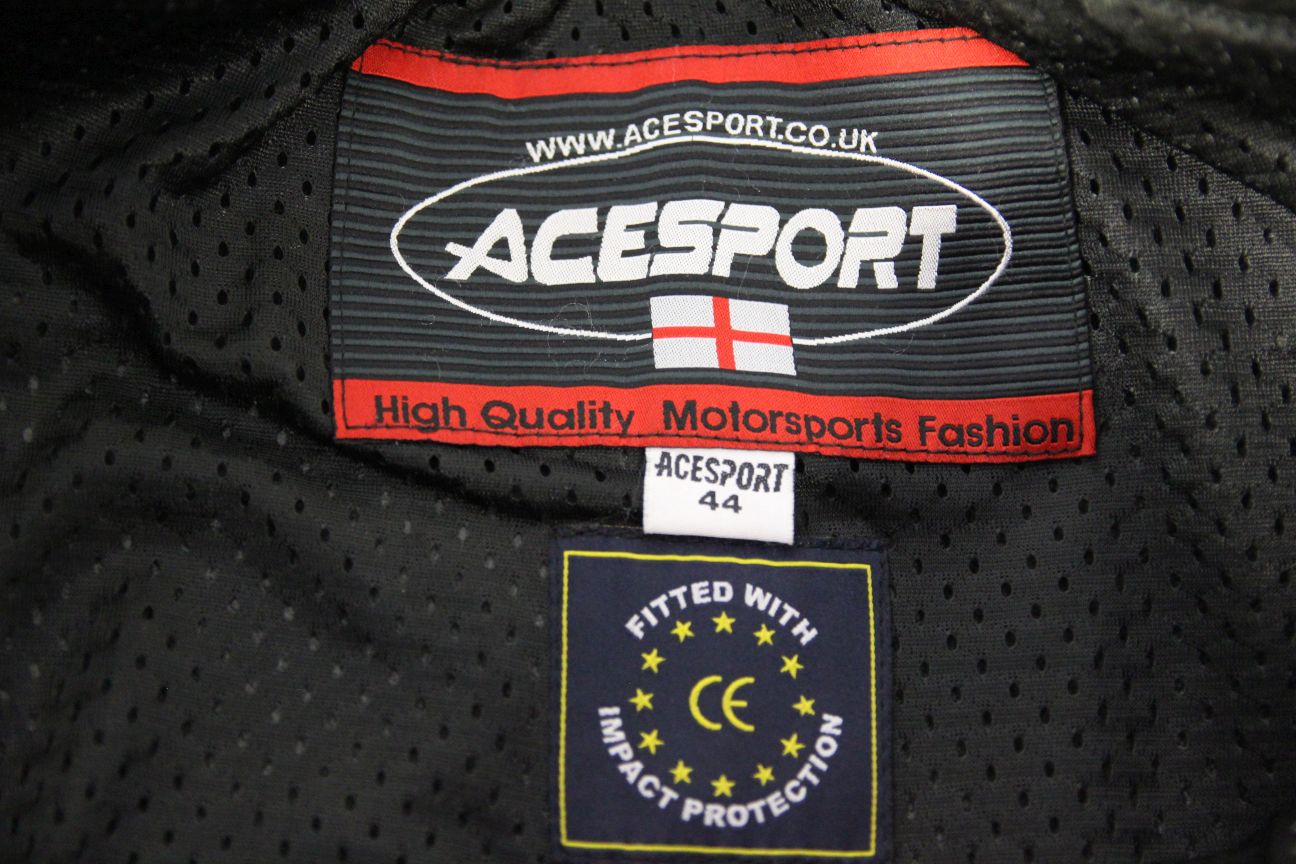 WWW.ACESPORT.CO.UK
ACESPORT
High Quality Motorsports Fashion
ACESPORT
44
FITTED WITH
CE
IMPACT PROTECTION